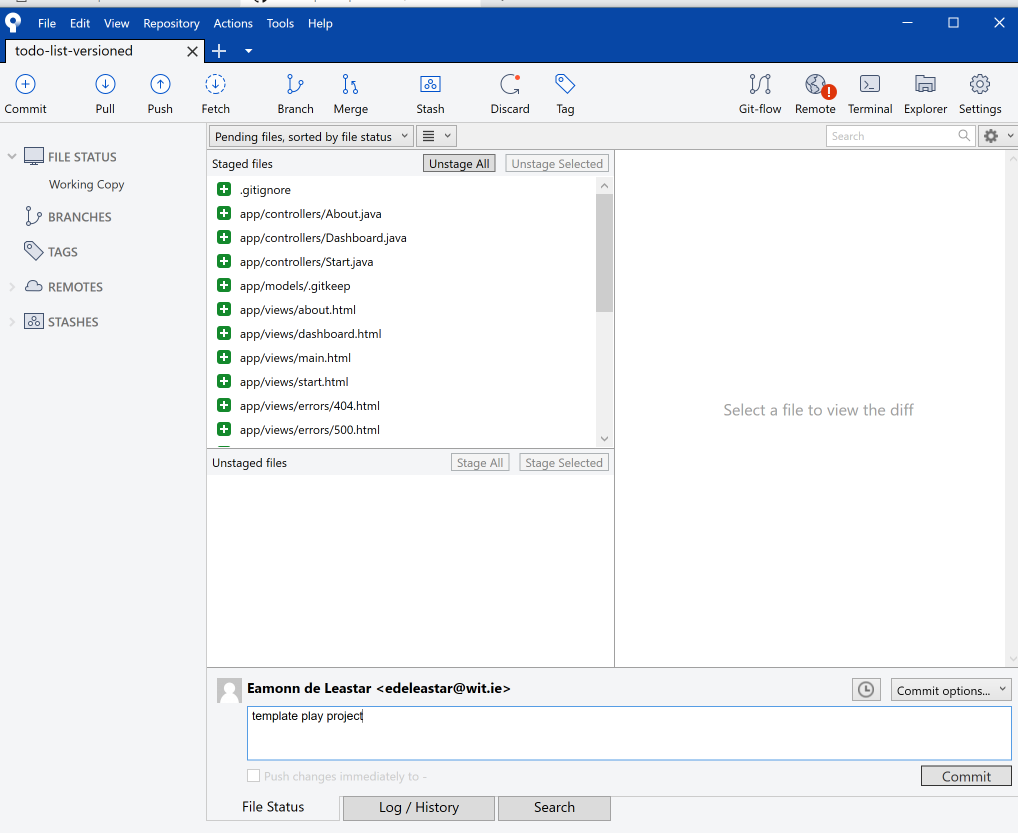 File Edit View Repository Actions Tools Help
todo-list-versioned
Commit Pull Push Fetch Branch Merge Stash Discard Tag Git-flow Remote Terminal Explorer Settings
Pending files, sorted by file status
Search
FILE STATUS
Working Copy
BRANCHES
TAGS
REMOTES
STASHES
Staged files Unstage All Unstage Selected
.gitignore
app/controllers/About.java
app/controllers/Dashboard.java
app/controllers/Start.java
app/models/.gitkeep
app/views/about.html
app/views/dashboard.html
app/views/main.html
app/views/start.html
app/views/errors/404.html
app/views/errors/500.html
Unstaged files Stage All Stage Selected
Select a file to view the diff
Eamonn de Leastar <edeleastar@wit.ie>
Commit options...
template play project
Push changes immediately to -
Commit
File Status Log / History Search